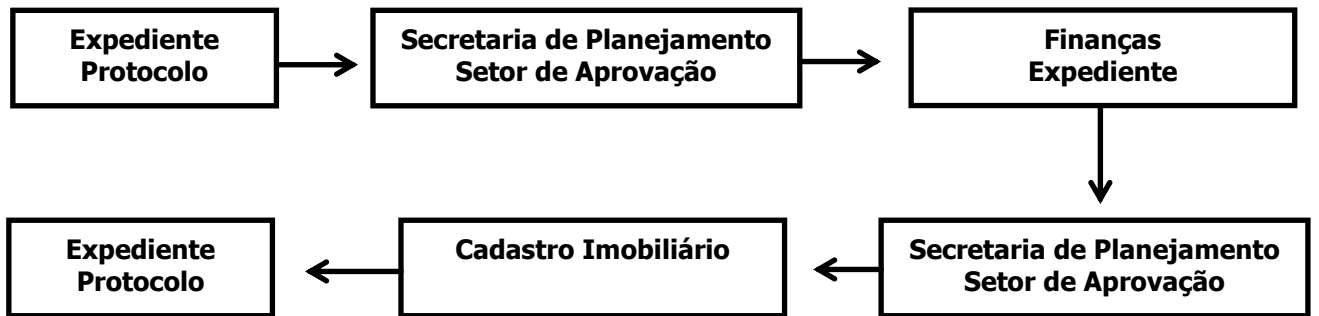 Expediente
Protocolo
Secretaria de Planejamento
Setor de Aprovação
Finanças
Expediente
Expediente
Protocolo
Cadastro Imobiliário
Secretaria de Planejamento
Setor de Aprovação